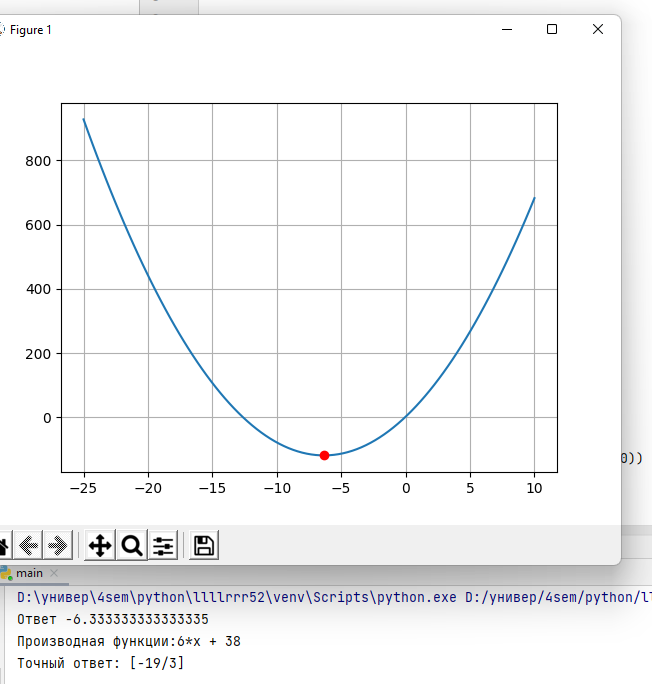 Figure 1
800
600
400
200
0
−25 −20 −15 −10 −5 0 5 10
0))
main
D:\универ\4sem\python\llllrrr52\venv\Scripts\python.exe D:/универ/4sem/python/ll
Ответ -6.333333333333335
Производная функции:6*x + 38
Точный ответ: [-19/3]